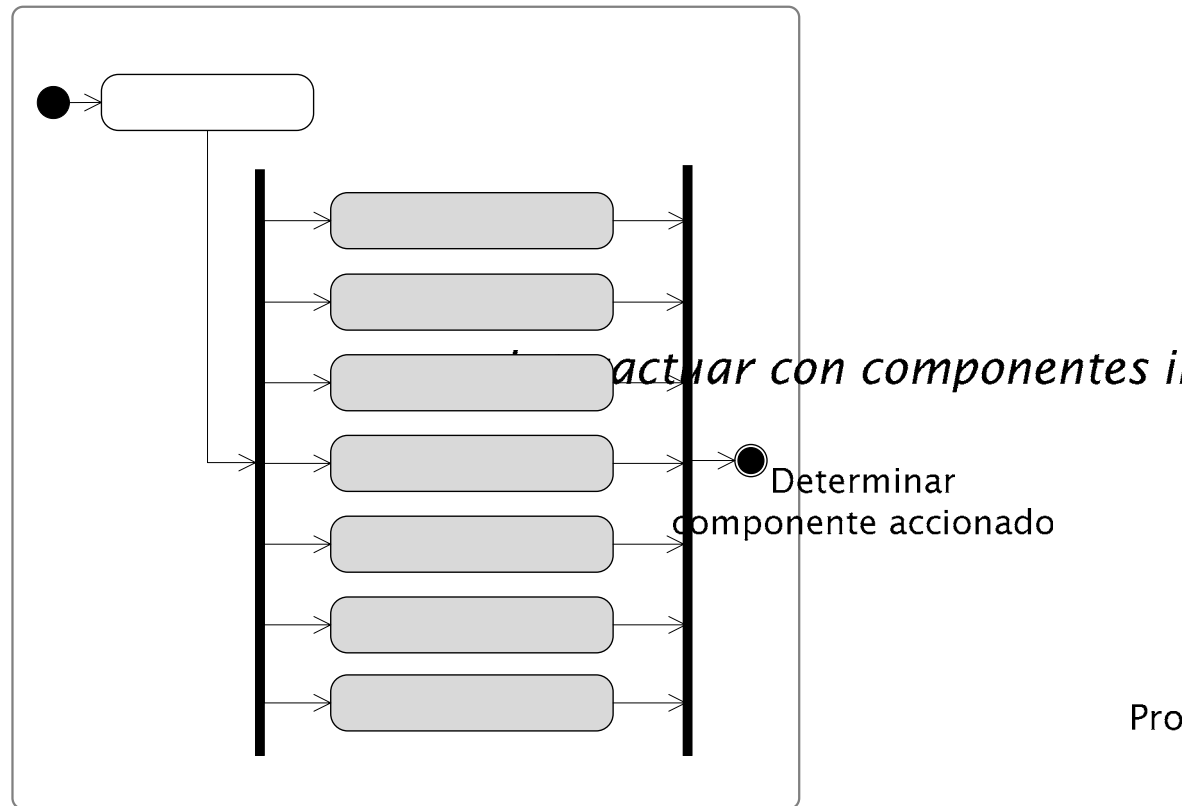 actuar con componentes
Determinar
componente accionado
Pro